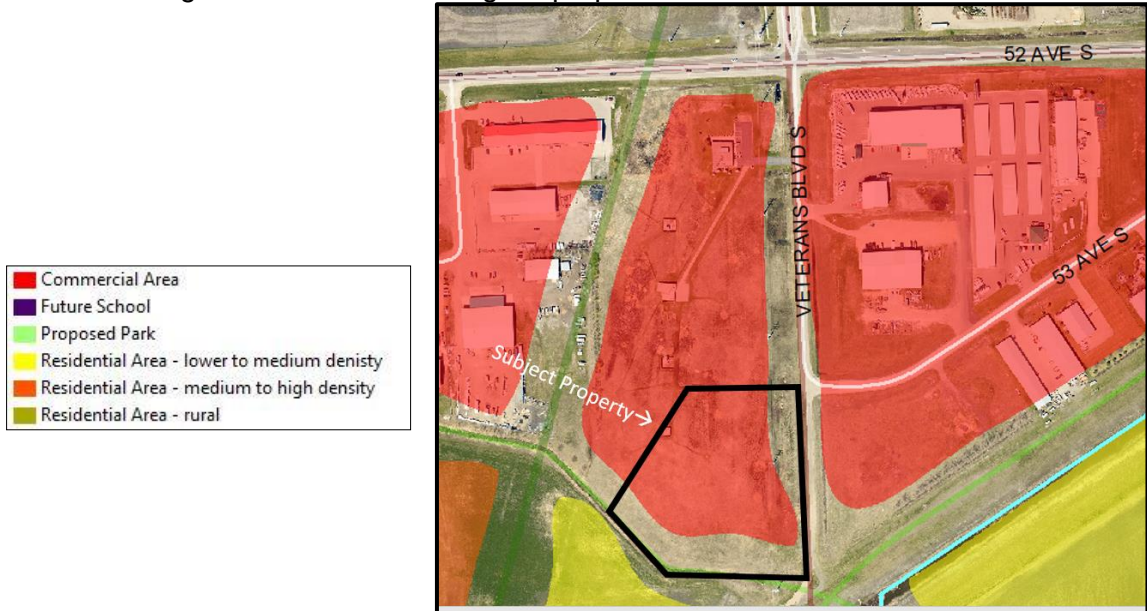 52 AVE S
VETERANS BLVD S
53 AVE S
Subject Property→
Commercial Area
Future School
Proposed Park
Residential Area - lower to medium denisty
Residential Area - medium to high density
Residential Area - rural